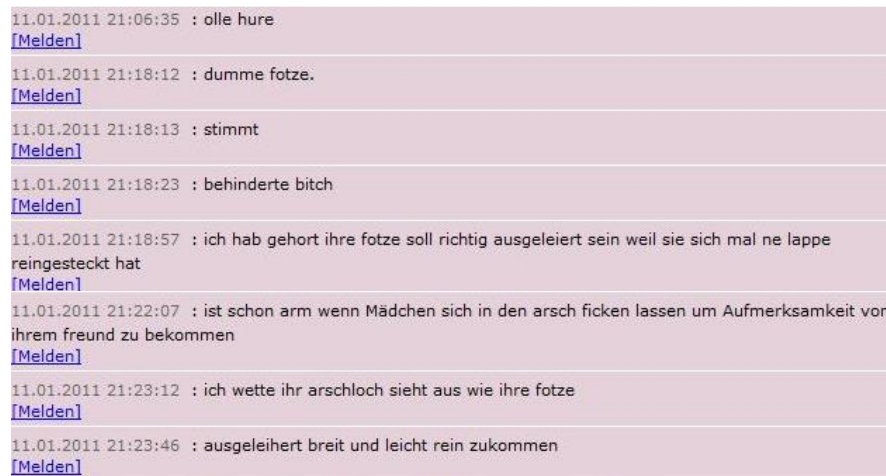 11.01.2011 21:06:35 : olle hure
[Melden]
11.01.2011 21:18:12 : dumme fotze.
[Melden]
11.01.2011 21:18:13 : stimmt
[Melden]
11.01.2011 21:18:23 : behinderte bitch
[Melden]
11.01.2011 21:18:57 : ich hab gehort ihre fotze soll richtig ausgeleiert sein weil sie sich mal ne lappe
reingesteckt hat
[Melden]
11.01.2011 21:22:07 : ist schon arm wenn Mädchen sich in den arsch ficken lassen um Aufmerksamkeit
ihrem freund zu bekommen
[Melden]
11.01.2011 21:23:12 : ich wette ihr arschloch sieht aus wie ihre fotze
[Melden]
11.01.2011 21:23:46 : ausgeleihert breit und leicht rein zukommen
[Melden]